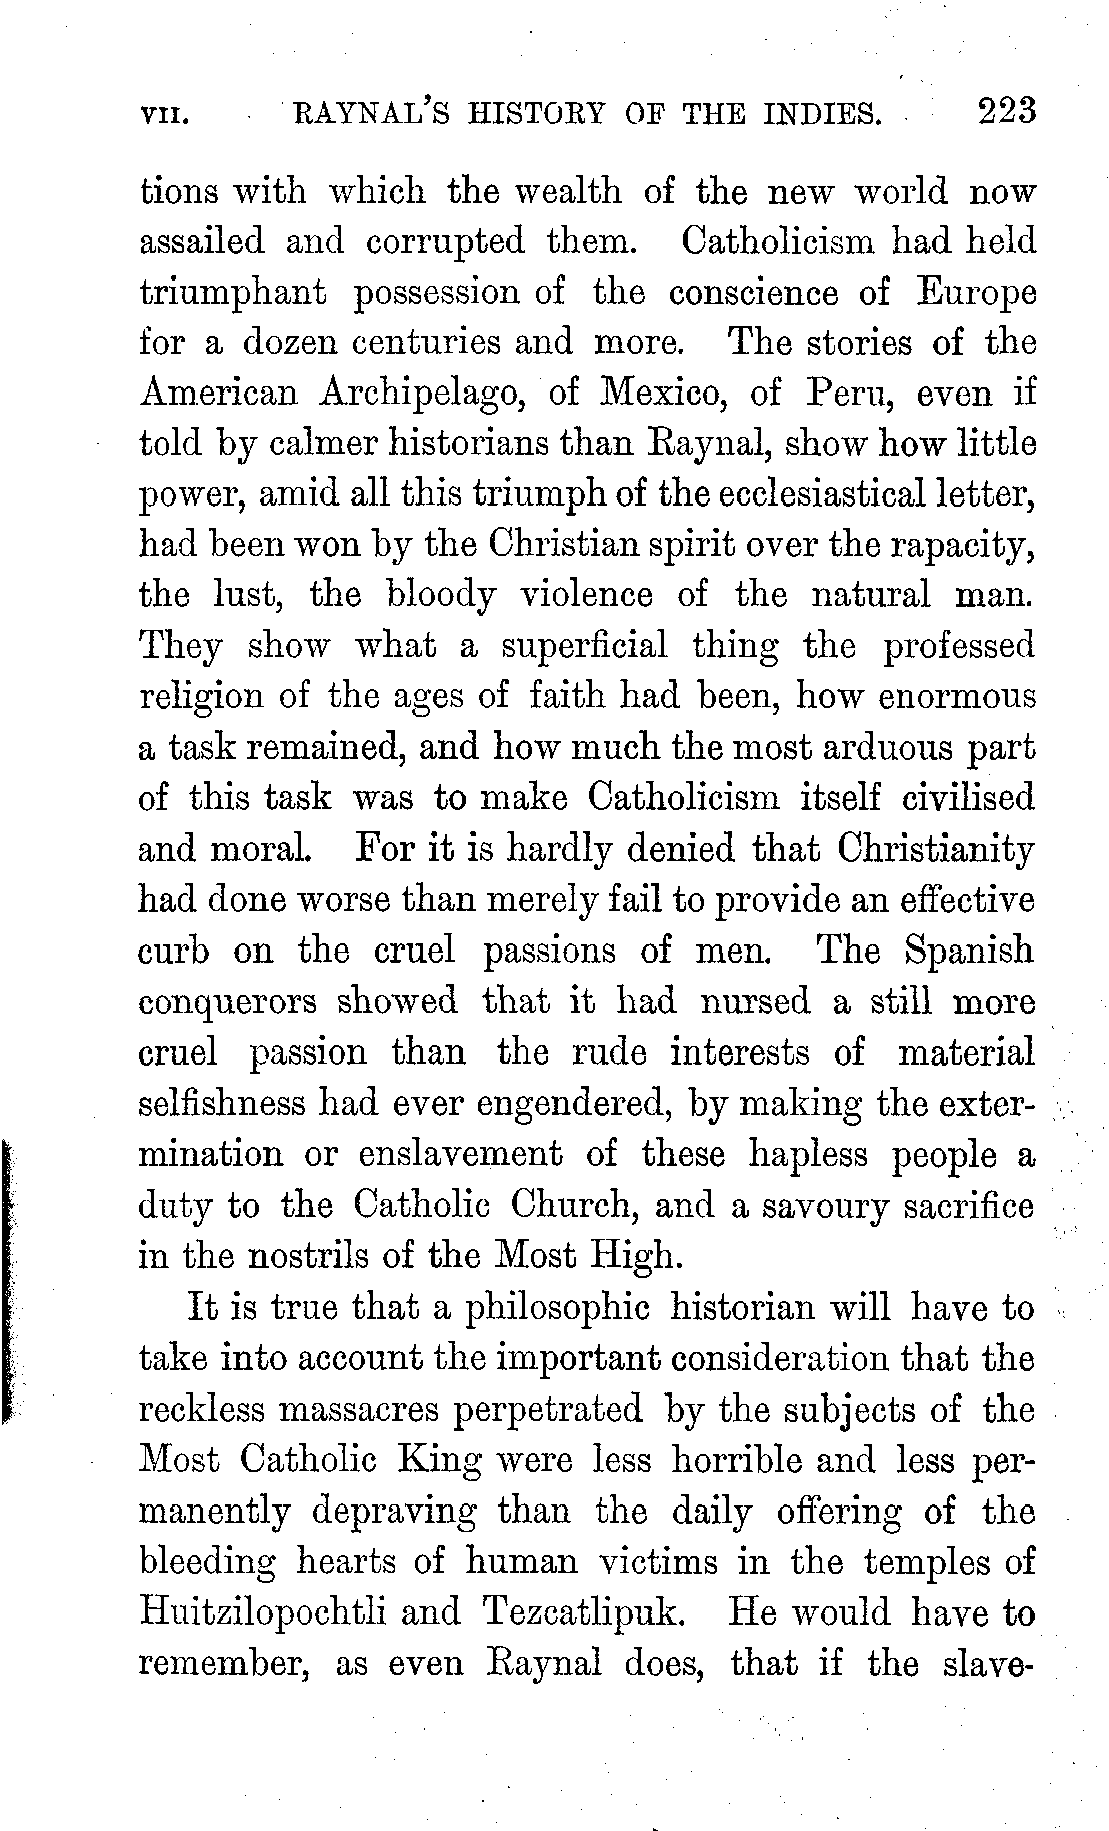 VII. RAYNAL'S HISTORY OF THE INDIES. 223
tions with which the wealth of the new world now
assailed and corrupted them. Catholicism had held
triumphant possession of the conscience of Europe
for a dozen centuries and more. The stories of the
American Archipelago, of Mexico, of Peru, even if
told by calmer historians than Raynal, show how little
power, amid all this triumph of the ecclesiastical letter,
had been won by the Christian spirit over the rapacity,
the lust, the bloody violence of the natural man.
They show what a superficial thing the professed
religion of the ages of faith had been, how enormous
a task remained, and how much the most arduous part
of this task was to make Catholicism itself civilised
and moral. For it is hardly denied that Christianity
had done worse than merely fail to provide an effective
curb on the cruel passions of men. The Spanish
conquerors showed that it had nursed a still more
cruel passion than the rude interests of material
selfishness had ever engendered, by making the exter-
mination or enslavement of these hapless people a
duty to the Catholic Church, and a savoury sacrifice
in the nostrils of the Most High.
It is true that a philosophic historian will have to
take into account the important consideration that the
reckless massacres perpetrated by the subjects of the
Most Catholic King were less horrible and less per-
manently depraving than the daily offering of the
bleeding hearts of human victims in the temples of
Huitzilopochtli and Tezcatlipuk. He would have to
remember, as even Raynal does, that if the slave-